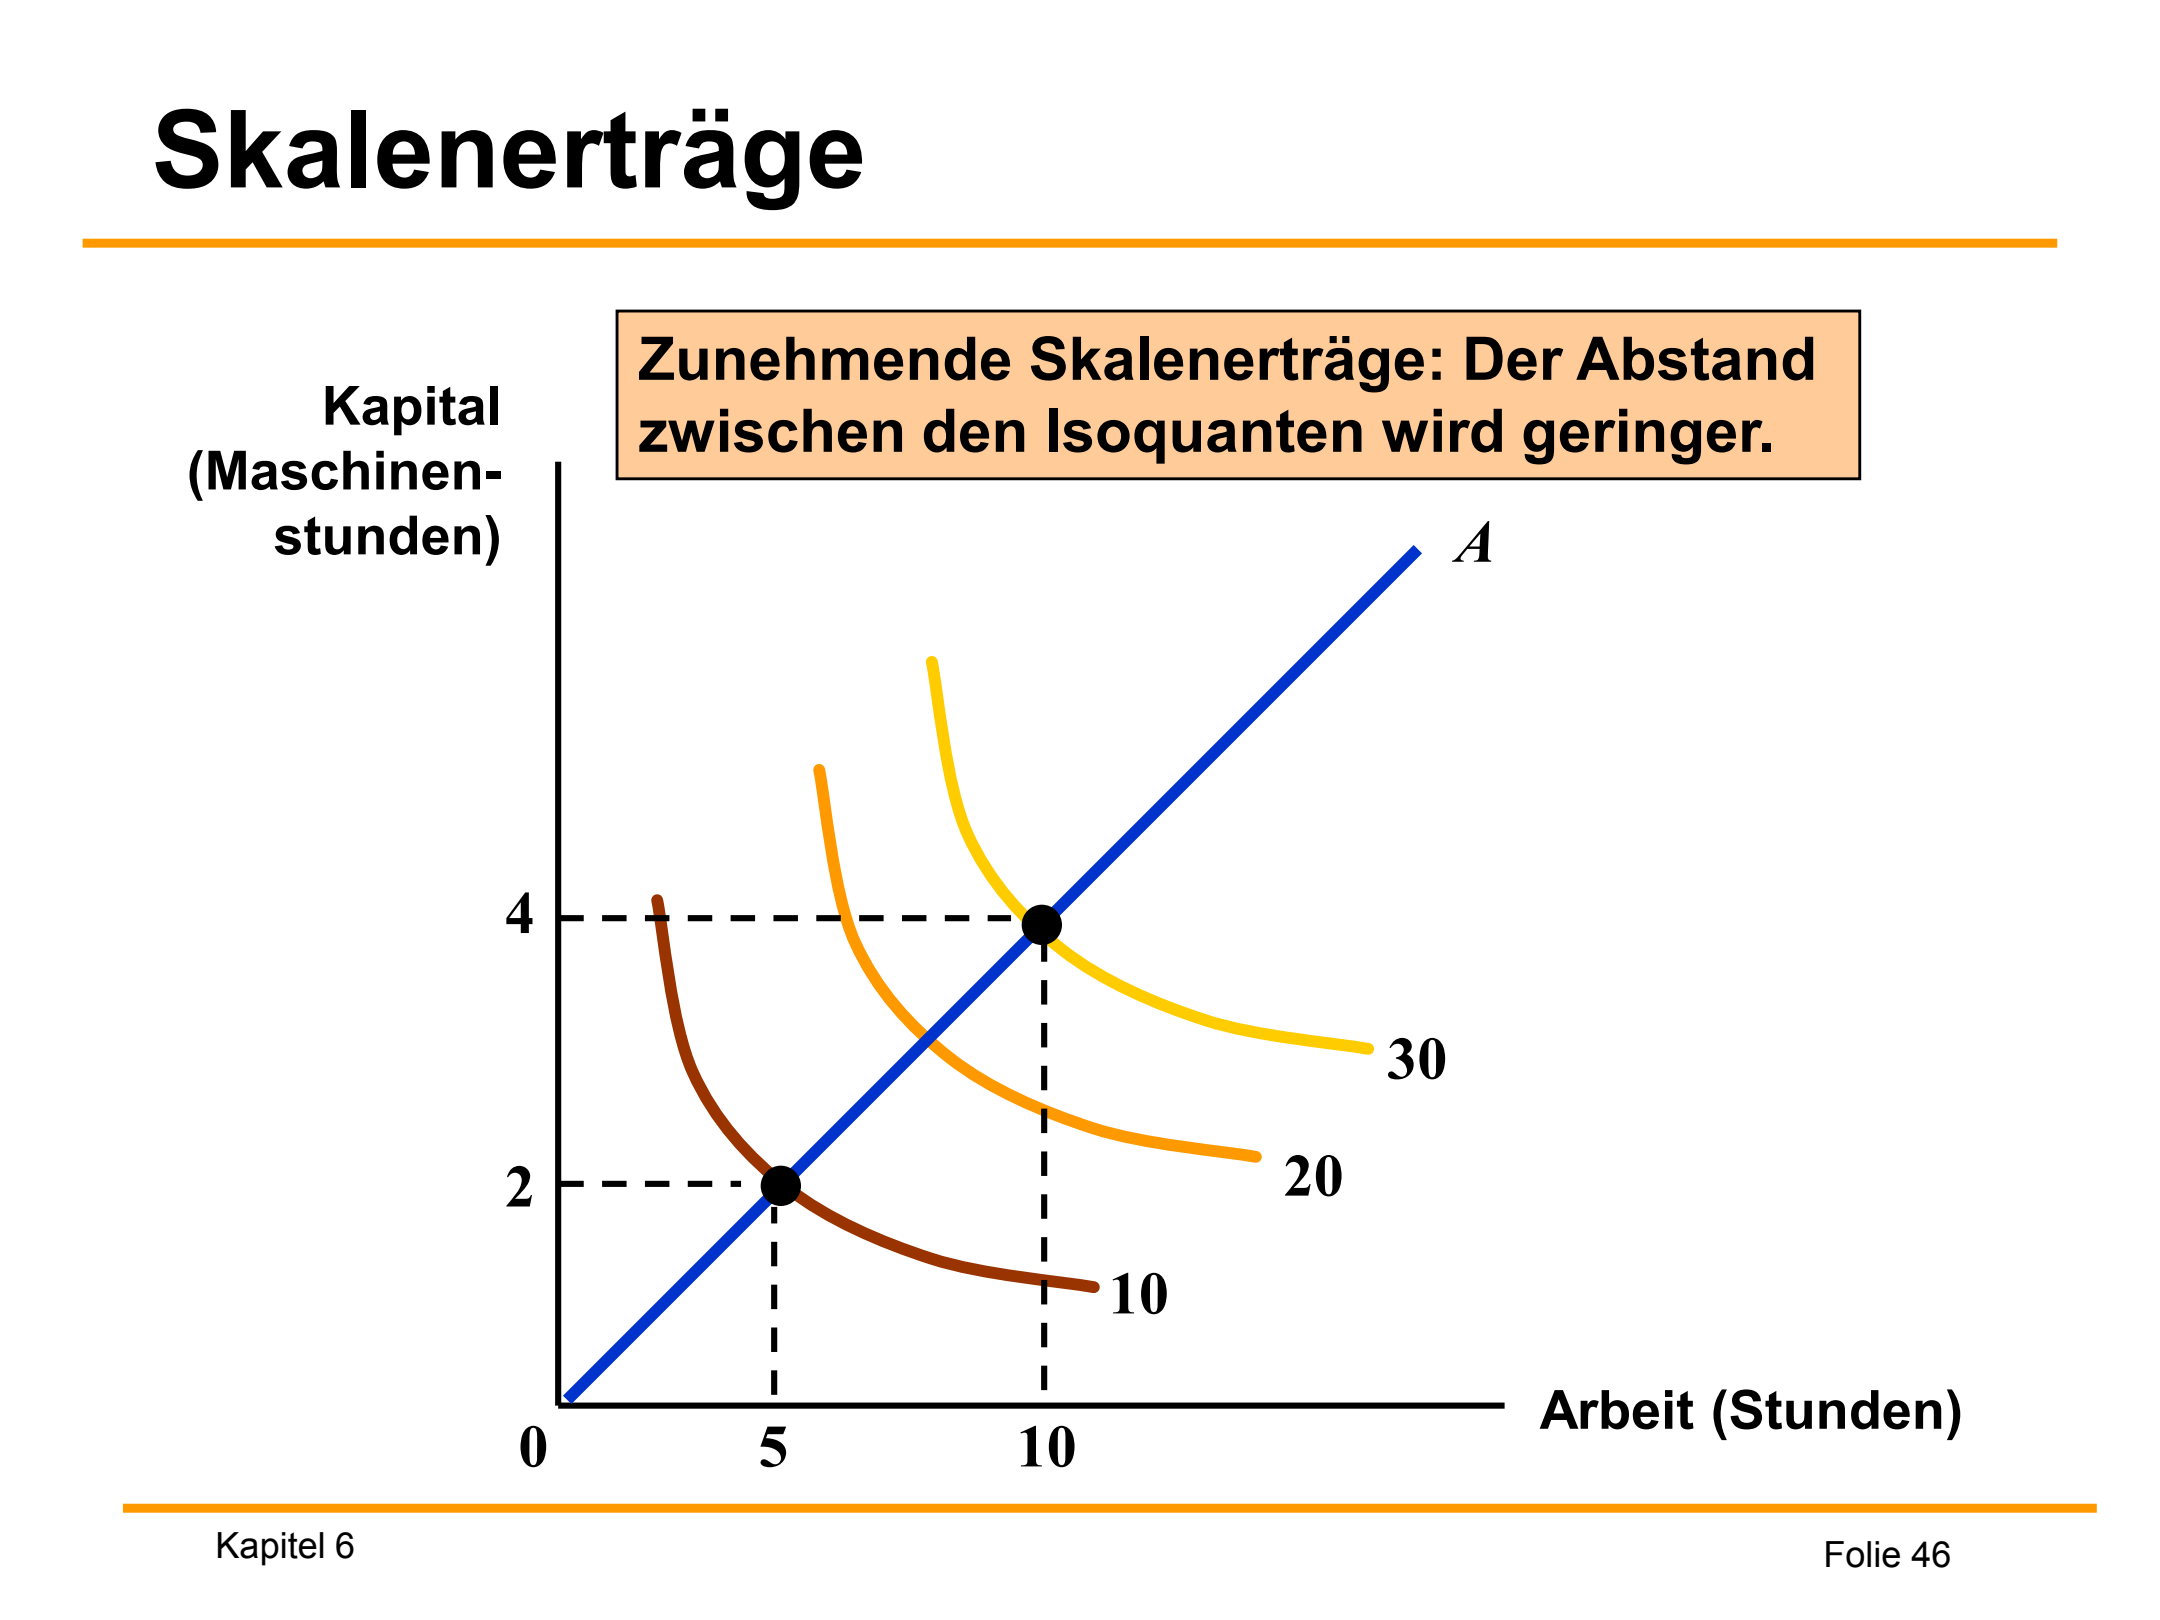 Skalenerträge
Zunehmende Skalenerträge: Der Abstand
zwischen den Isoquanten wird geringer.
Kapital
(Maschinen-
stunden)
A
4
30
2
20
10
Arbeit (Stunden)
0
5
10
Kapitel 6
Folie 46